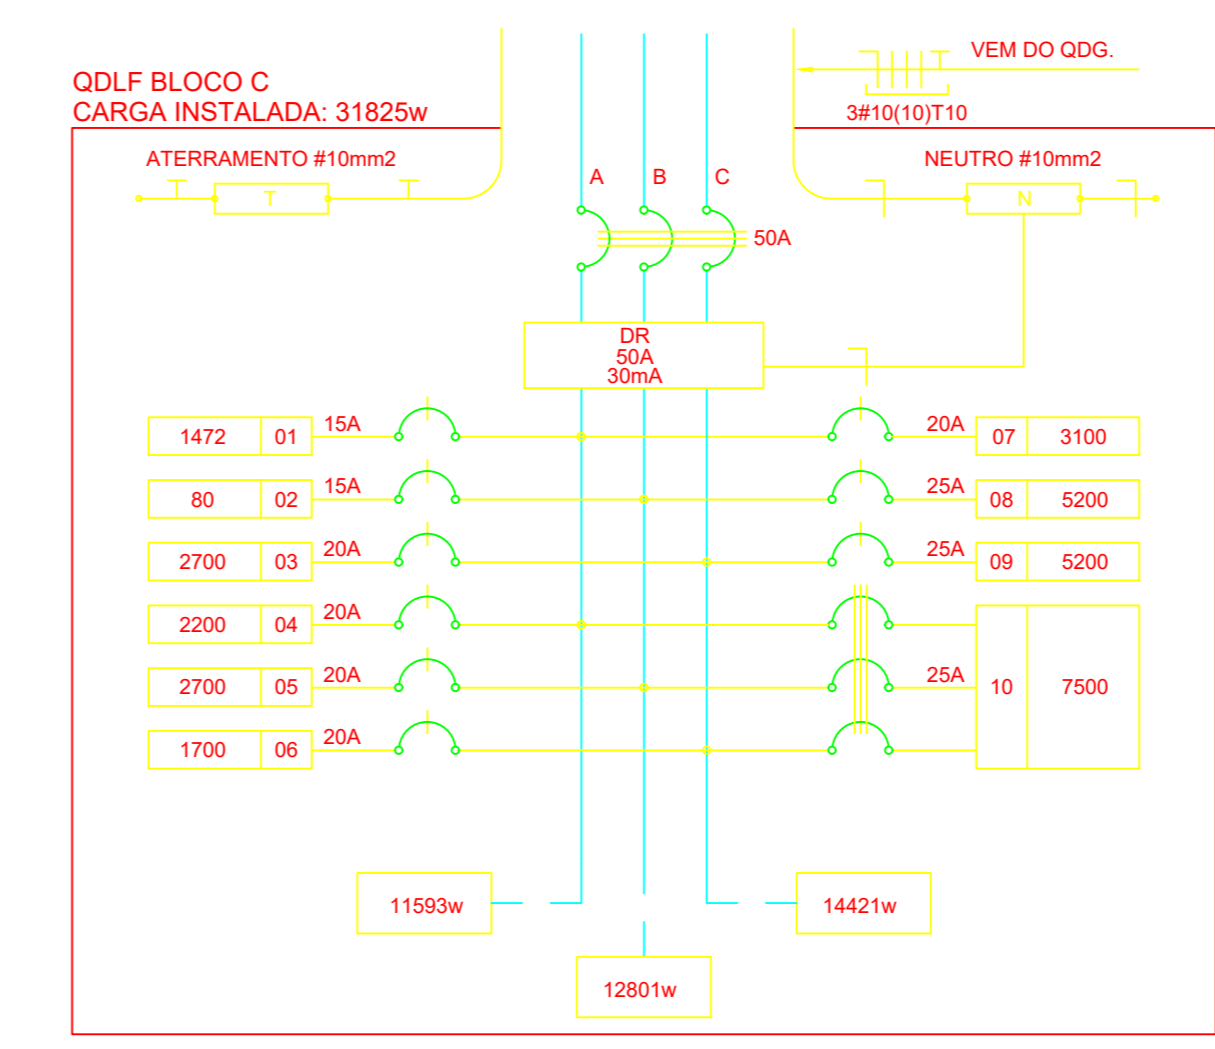 VEM DO QDG.
QDLF BLOCO C
CARGA INSTALADA: 31825w
3#10(10)T10
ATERRAMENTO #10mm2
NEUTRO #10mm2
T
A
B
C
N
50A
DR
50A
30mA
1472 01 15A
20A 07 3100
80 02 15A
25A 08 5200
2700 03 20A
25A 09 5200
2200 04 20A
2700 05 20A
25A 10 7500
1700 06 20A
11593w
14421w
12801w